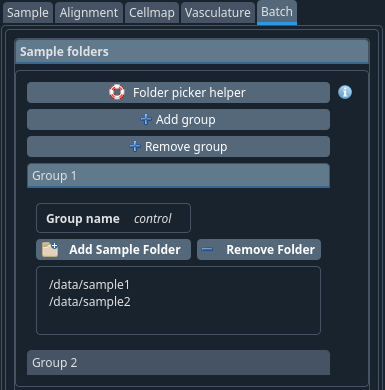 Sample Alignment Cellmap Vasculature Batch
Sample folders
Folder picker helper
Add group
Remove group
Group 1
Group name control
Add Sample Folder Remove Folder
/data/sample1
/data/sample2
Group 2